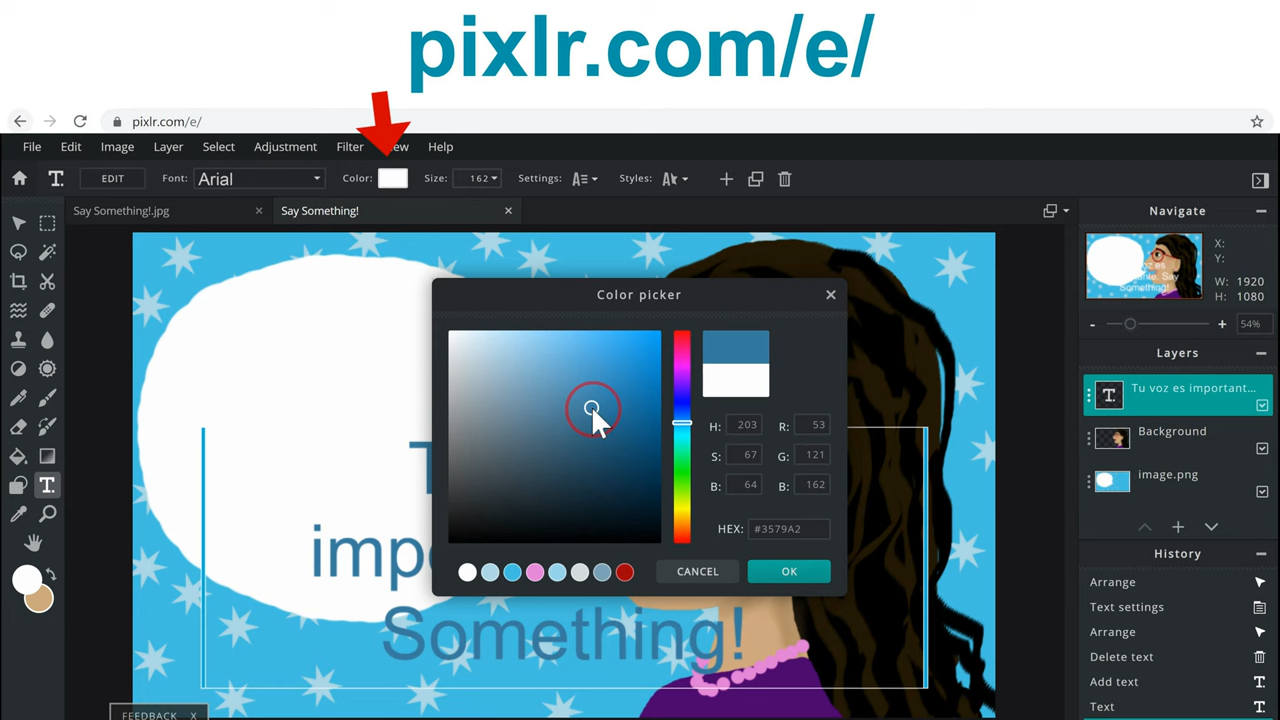 pixlr.com/e/
pixlr.com/e/
File Edit Image Layer Select Adjustment Filter Help
T. EDIT Font: Arial Color: Size: 162 Settings: Styles:
Say Something!.jpg × Say Something! ×
Navigate
X:
Y:
W: 1920
H: 1080
- + 54%
Layers
Tu voz es important...
Background
image.png
History
Arrange
Text settings
Arrange
Delete text
Add text
Text
Color picker
H: 203 R: 53
S: 67 G: 121
B: 64 B: 162
HEX: #3579A2
CANCEL OK
T
impo
Something!
FEEDBACK X